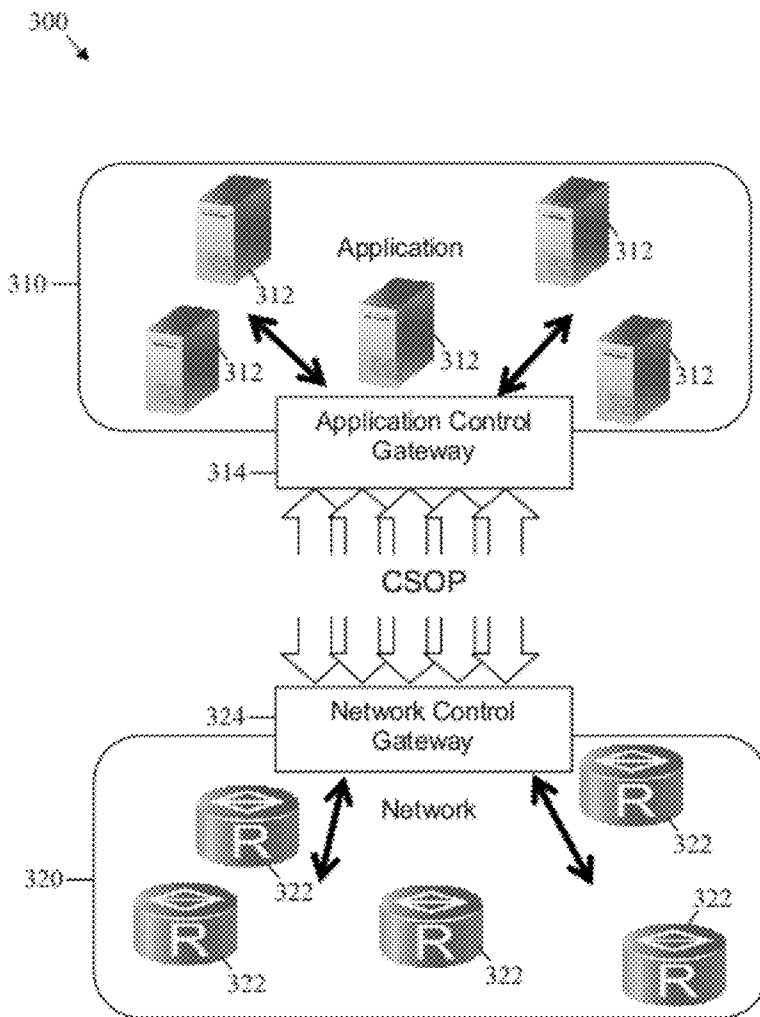 300
Application
310
312
312
312
312
312
Application Control
Gateway
314
CSOP
324
Network Control
Gateway
Network
R
R
322
322
320
322
R
R
R
322
322